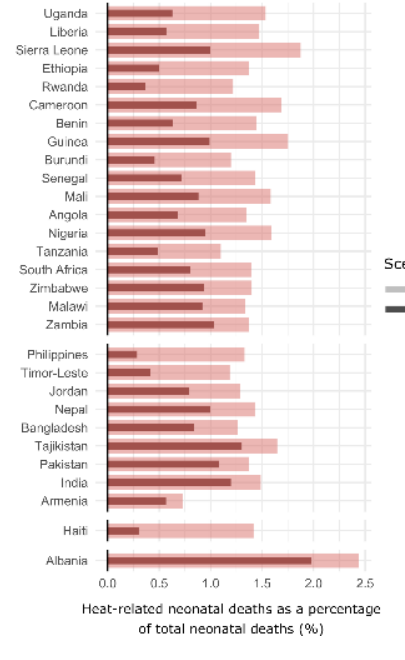 Uganda
Liberia
Sierra Leone
Ethiopia
Rwanda
Cameroon
Benin
Guinea
Burundi
Senegal
Mali
Angola
Nigeria
Tanzania
South Africa
Zimbabwe
Malawi
Zambia
Philippines
Timor-Leste
Jordan
Nepal
Bangladesh
Tajikistan
Pakistan
India
Armenia
Haiti
Albania
0.0 0.5 1.0 1.5 2.0 2.5
Heat-related neonatal deaths as a percentage
of total neonatal deaths (%)
Sce